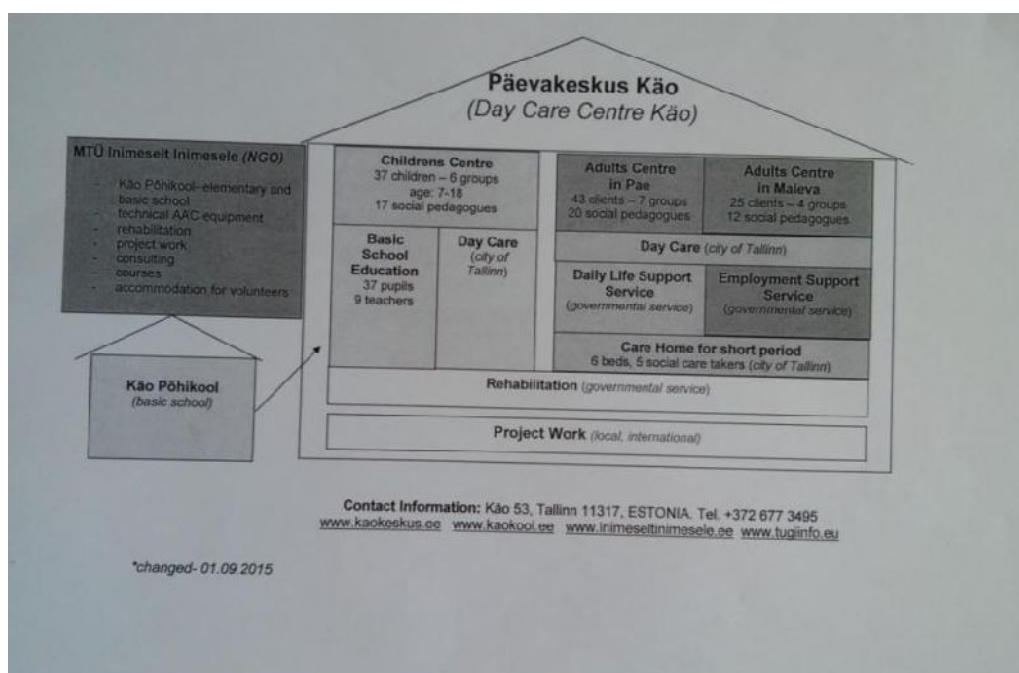 Päevakeskus Käo
(Day Care Centre Käo)
MTÜ Inimeselt Inimesele (NGO)
- Käo Põhikool–elementary and
basic school
- technical AAC equipment
- rehabilitation
- project work
- consulting
- courses
- accommodation for volunteers
Käo Põhikool
(basic school)
Childrens Centre
37 children – 6 groups
age: 7-18
17 social pedagogues
Basic
School
Education
37 pupils
9 teachers
Day Care
(city of
Tallinn)
Adults Centre
in Pae
43 clients – 7 groups
20 social pedagogues
Adults Centre
in Maleva
25 clients – 4 groups
12 social pedagogues
Day Care (city of Tallinn)
Daily Life Support
Service
(governmental service)
Employment Support
Service
(governmental service)
Care Home for short period
6 beds, 5 social care takers (city of Tallinn)
Rehabilitation (governmental service)
Project Work (local, international)
Contact Information: Käo 53, Tallinn 11317, ESTONIA. Tel. +372 677 3495
www.kaokeskus.ee www.kaokool.ee www.inimeseltinimesele.ee www.tugiinfo.eu
*changed- 01.09.2015